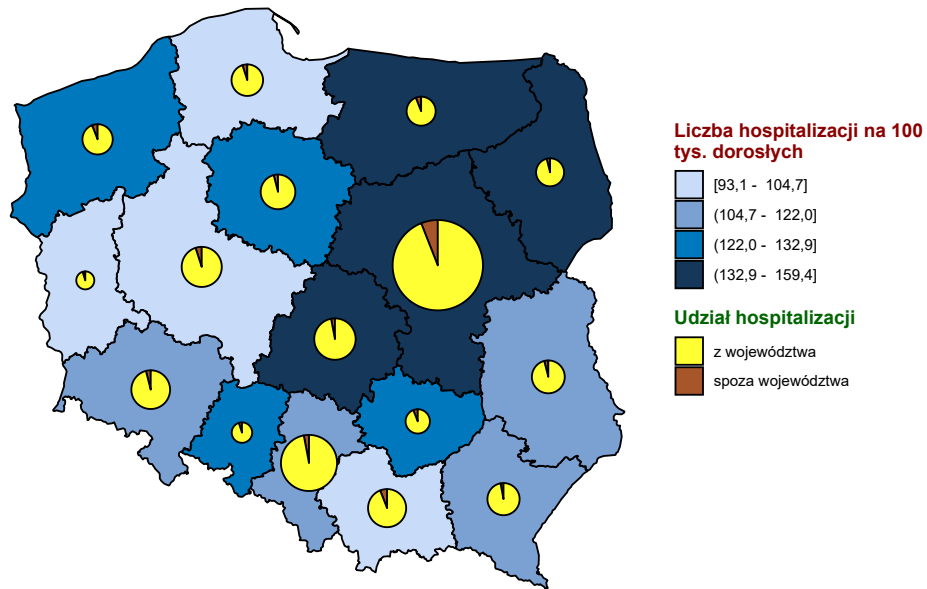 Liczba hospitalizacji na 100
tys. dorosłych
[93,1 - 104,7]
(104,7 - 122,0]
(122,0 - 132,9]
(132,9 - 159,4]
Udział hospitalizacji
z województwa
spoza województwa